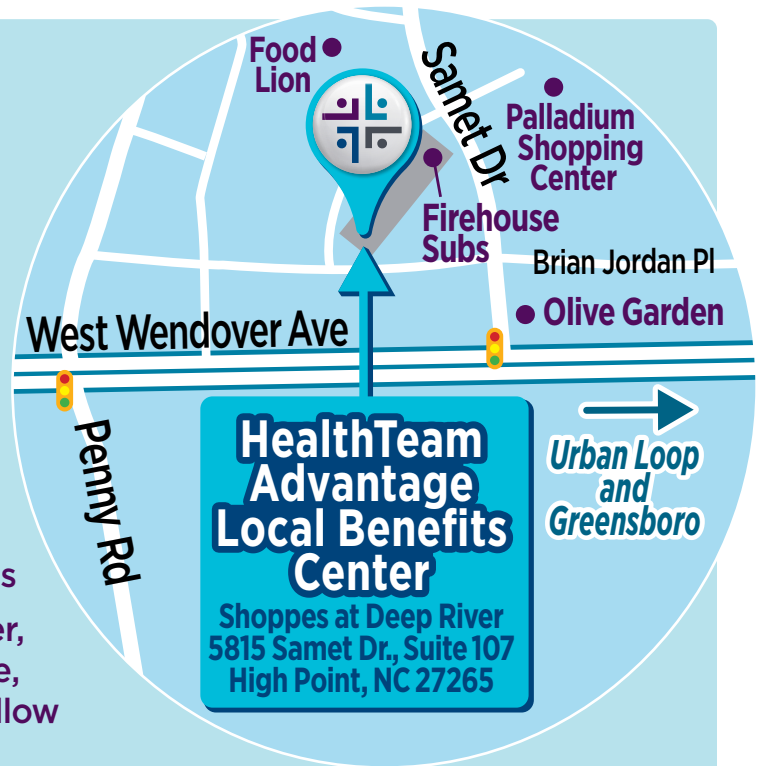 Food
Lion
Samet Dr
Palladium
Shopping
Center
Firehouse
Subs
Brian Jordan Pl
Olive Garden
West Wendover Ave
Penny Rd
HealthTeam
Advantage
Local Benefits
Center
Shoppes at Deep River
5815 Samet Dr., Suite 107
High Point, NC 27265
Urban Loop
and
Greensboro
s
er,
e,
llow